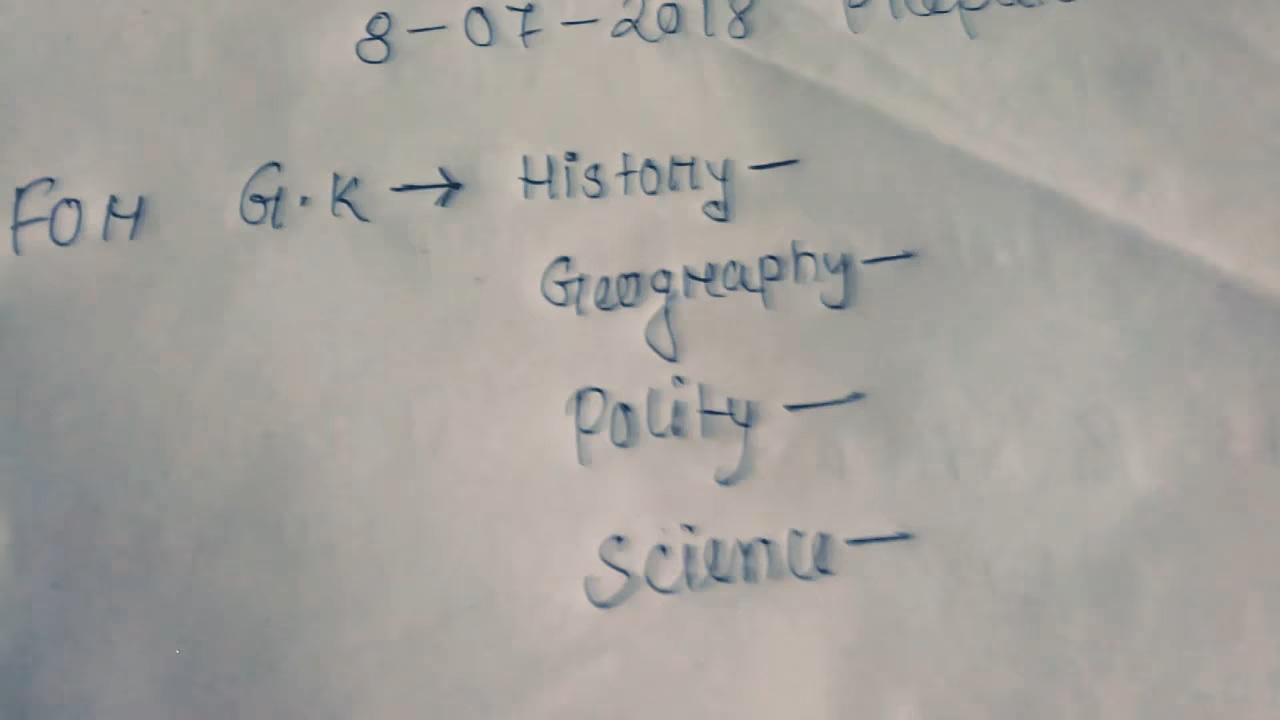 8-07-2018
For G.K → History -
Geography -
Polity -
Science -